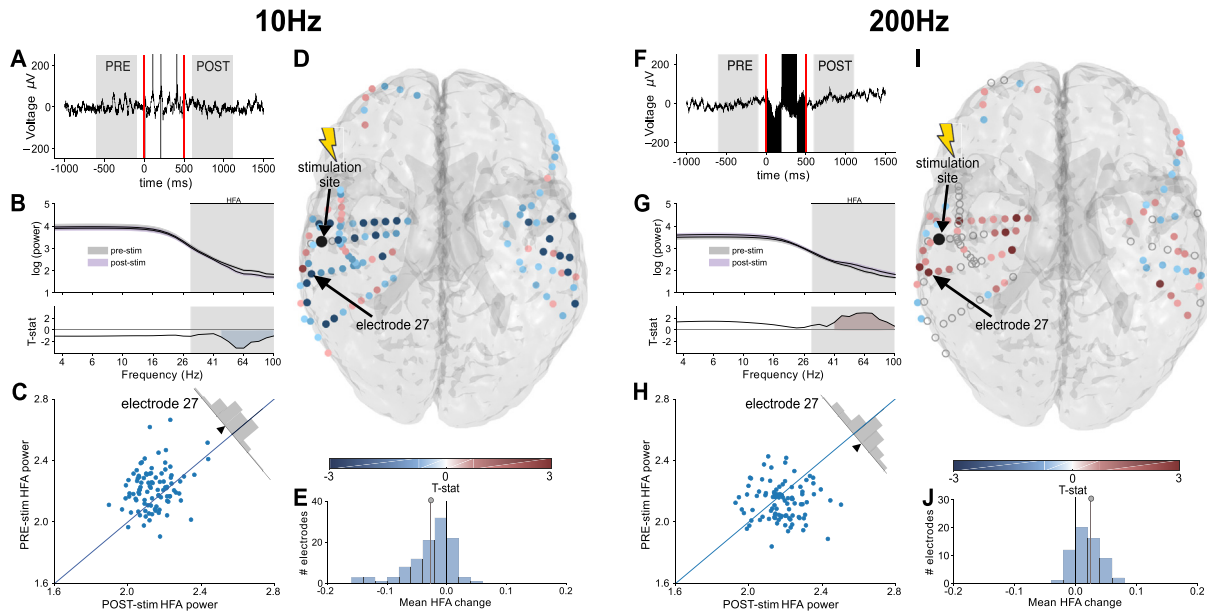 10Hz
200Hz
A
PRE
POST
Voltage μV
200
0
−200
-1000
-500
0
500
1000
1500
time (ms)
B
HFA
log (power)
5
4
3
2
1
pre-stim
post-stim
T-stat
2
0
-2
4
6
10
16
26
41
64
100
Frequency (Hz)
C
electrode 27
PRE-stim HFA power
2.8
2.4
2.0
1.6
1.6
2.0
2.4
2.8
POST-stim HFA power
D
stimulation
site
electrode 27
-3
0
3
T-stat
E
# electrodes
40
20
0
-0.2
-0.1
0.0
0.1
0.2
Mean HFA change
F
PRE
POST
Voltage μV
200
0
−200
-1000
-500
0
500
1000
1500
time (ms)
G
HFA
log (power)
5
4
3
2
1
pre-stim
post-stim
T-stat
2
0
-2
4
6
10
16
26
41
64
100
Frequency (Hz)
H
electrode 27
PRE-stim HFA power
2.8
2.4
2.0
1.6
1.6
2.0
2.4
2.8
POST-stim HFA power
I
stimulation
site
electrode 27
-3
0
3
T-stat
J
# electrodes
30
20
10
0
-0.2
-0.1
0.0
0.1
0.2
Mean HFA change